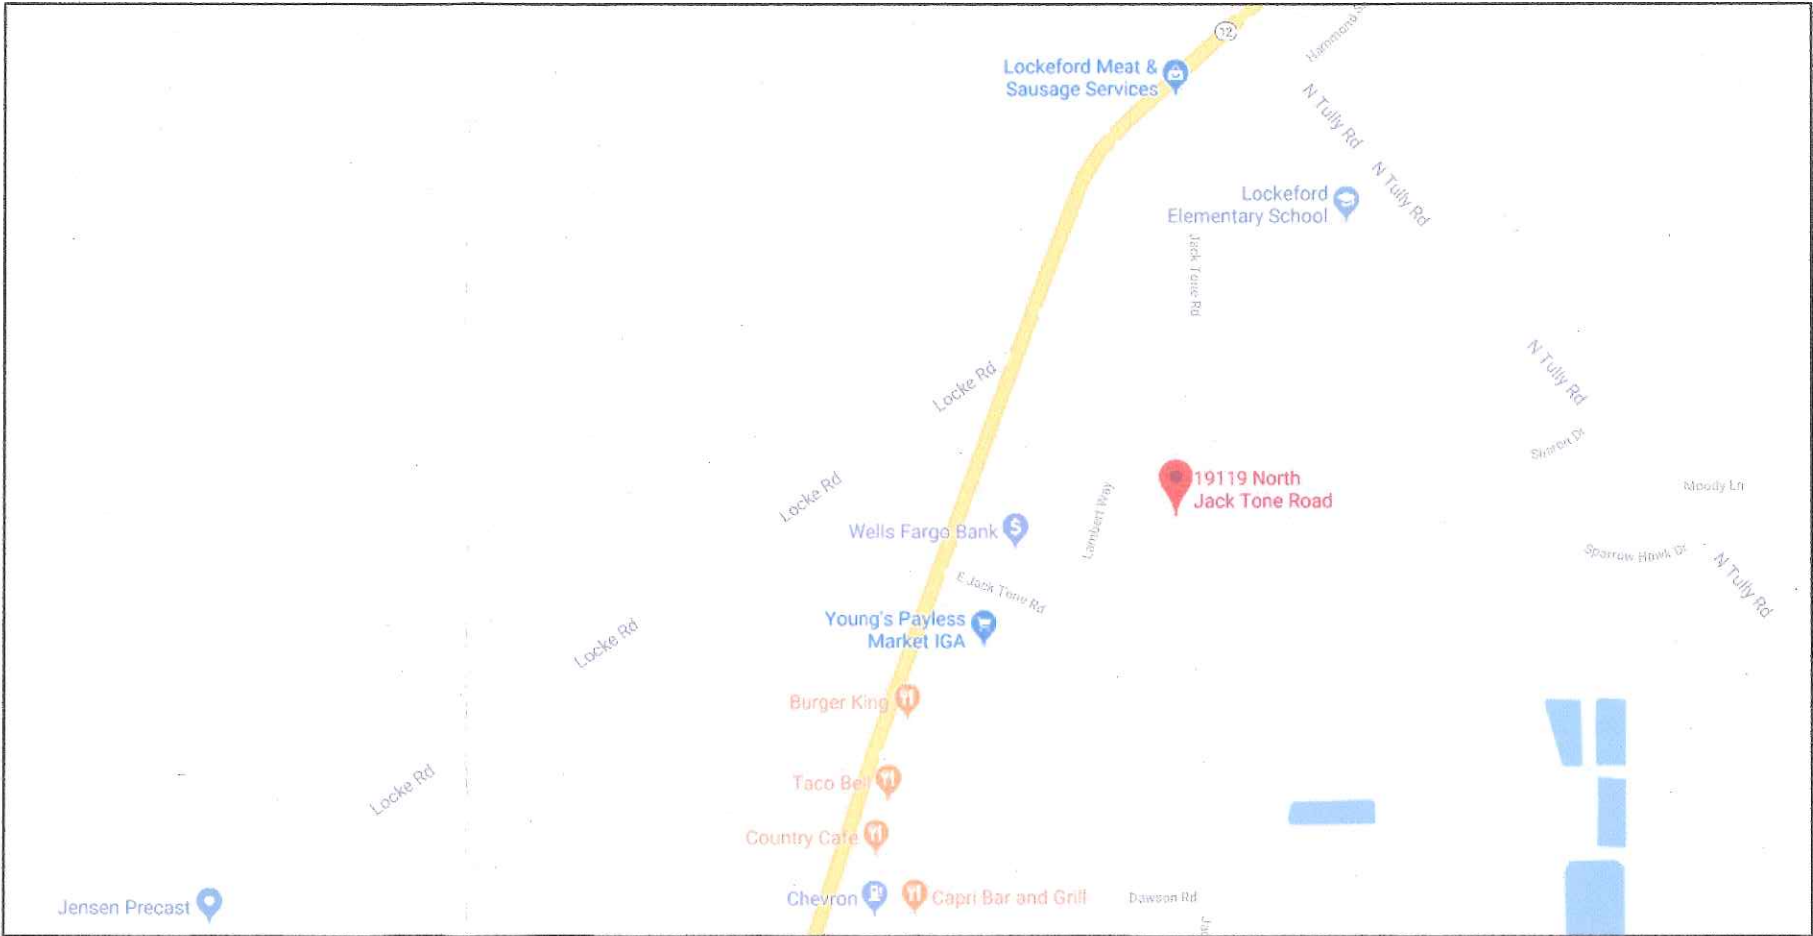 12
Hammond S
Lockeford Meat &
Sausage Services
N Tully Rd
N Tully Rd
Lockeford
Elementary School
Jack Tone Rd
N Tully Rd
Locke Rd
Sharon Dr
19119 North
Jack Tone Road
Moody Ln
Locke Rd
Lambert Way
Wells Fargo Bank
Sparrow Hawk Dr
N Tully Rd
E Jack Tone Rd
Young's Payless
Market IGA
Locke Rd
Burger King
Taco Bell
Locke Rd
Country Cafe
Chevron
Capri Bar and Grill
Dawson Rd
Jac
Jensen Precast